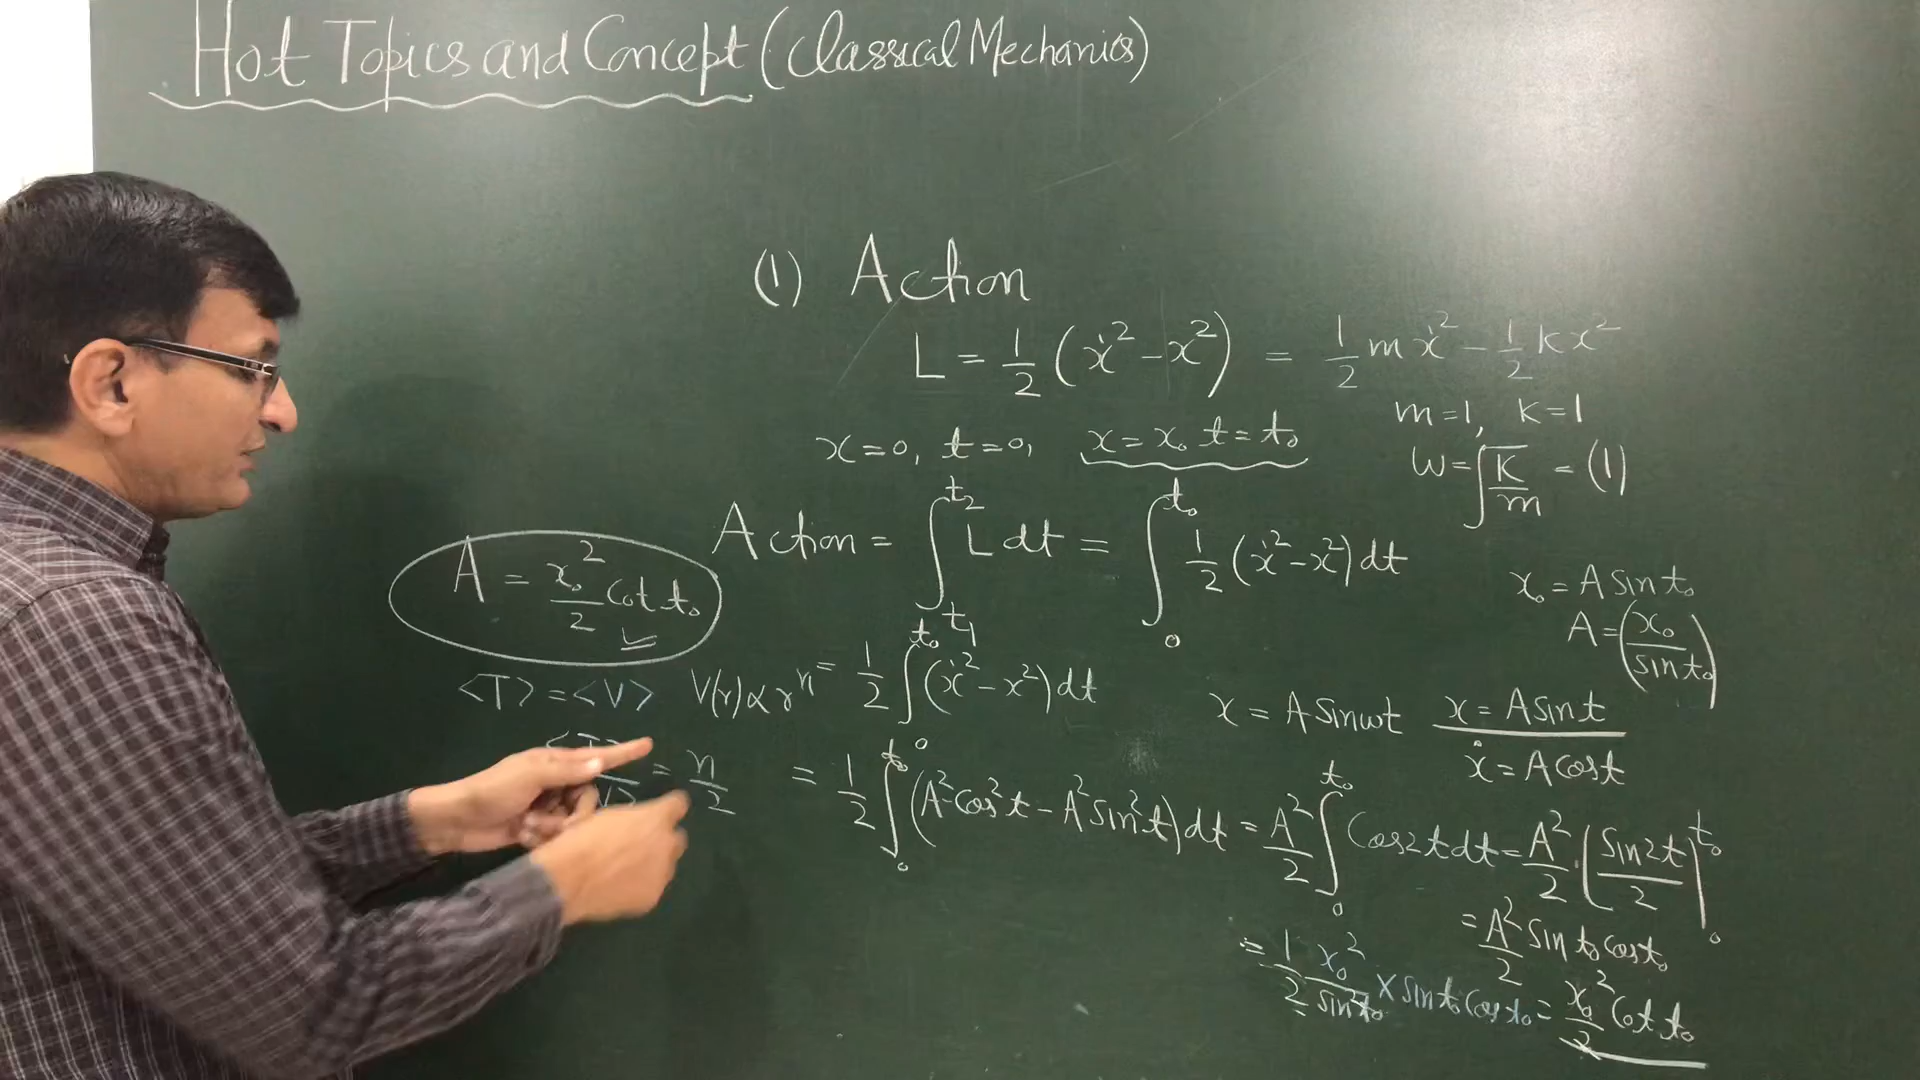 Hot Topics and Concept (Classical Mechanics)
(1) Action
L = 1/2 (ẋ² - x²) = 1/2 mẋ² - 1/2 kx²
m=1, k=1
x=0, t=0, x=x₀ t=t₀
ω=√(k/m) = (1)
Action = ∫_{t₁}^{t₂} L dt = ∫_0^{t₀} 1/2 (ẋ² - x²) dt
A = x₀²/2 cot t₀
x₀ = A sin t₀
A = (x₀/sin t₀)
<T> = <V> V(r) ∝ rⁿ
= 1/2 ∫_0^{t₀} (ẋ² - x²) dt
x = A sin ωt x = A sin t
ẋ = A cos t
= n/2
= 1/2 ∫_0^{t₀} (A² cos² t - A² sin² t) dt = A²/2 ∫_0^{t₀} Cos 2t dt = A²/2 · (Sin 2t/2)_0^{t₀}
= A²/2 Sin t₀ cos t₀
= 1/2 x₀²/sin² t₀ × sin t₀ Cos t₀ = x₀²/2 Cot t₀